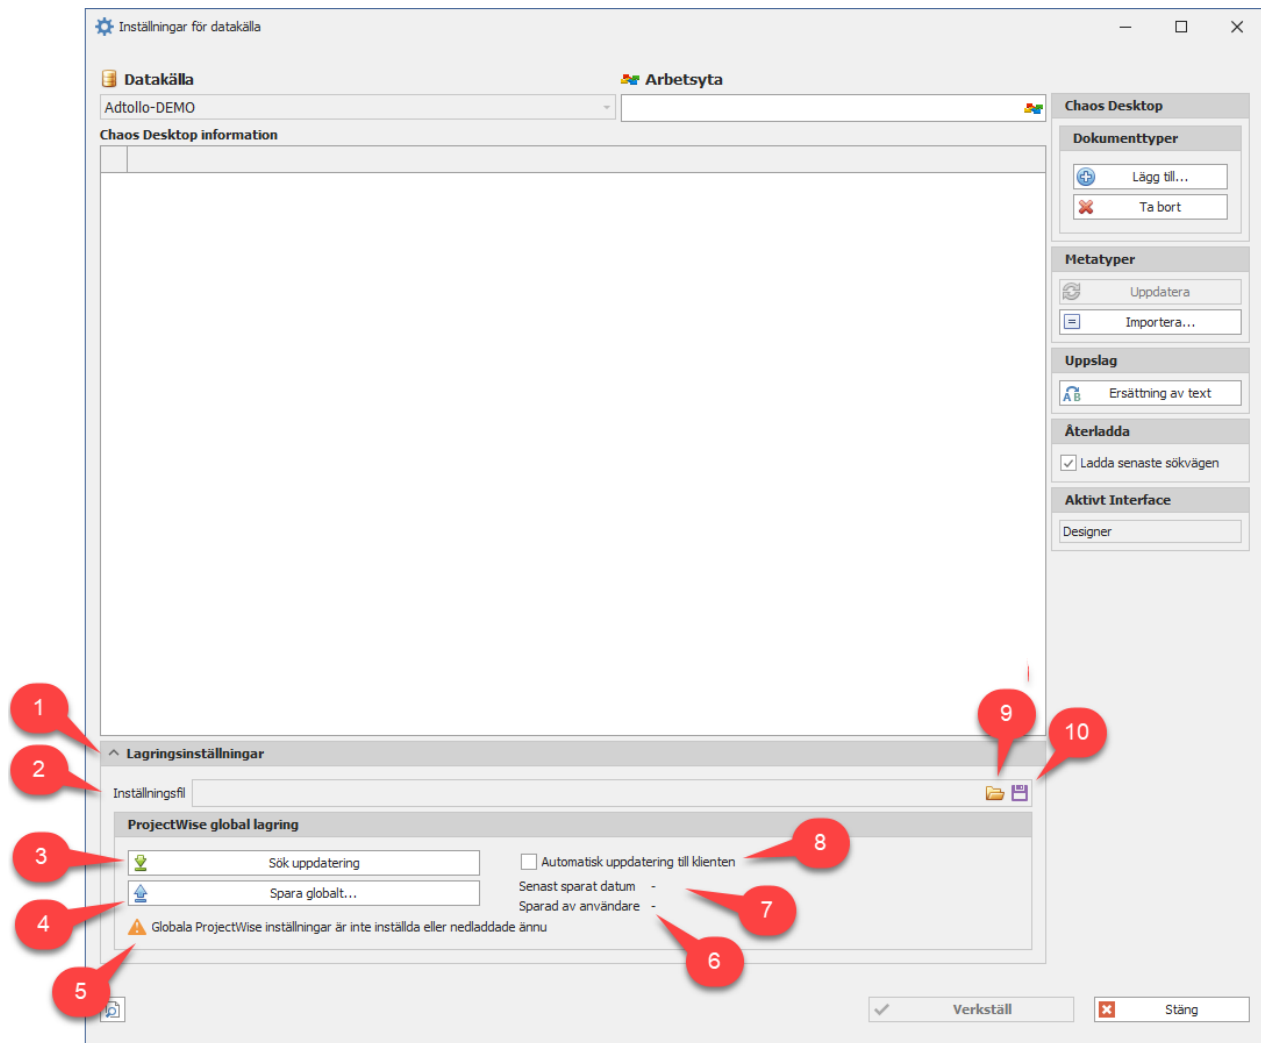 Inställningar för datakälla
Datakälla
Arbetsyta
Adtollo-DEMO
Chaos Desktop information
Chaos Desktop
Dokumenttyper
Lägg till...
Ta bort
Metatyper
Uppdatera
Importera...
Uppslag
Ersättning av text
Återladda
Ladda senaste sökvägen
Aktivt Interface
Designer
1
9
10
Lagringsinställningar
2
Inställningsfil
ProjectWise global lagring
3
Sök uppdatering
Automatisk uppdatering till klienten
8
4
Spara globalt...
Senast sparat datum -
7
Sparad av användare -
Globala ProjectWise inställningar är inte inställda eller nedladdade ännu
6
5
Verkställ
Stäng